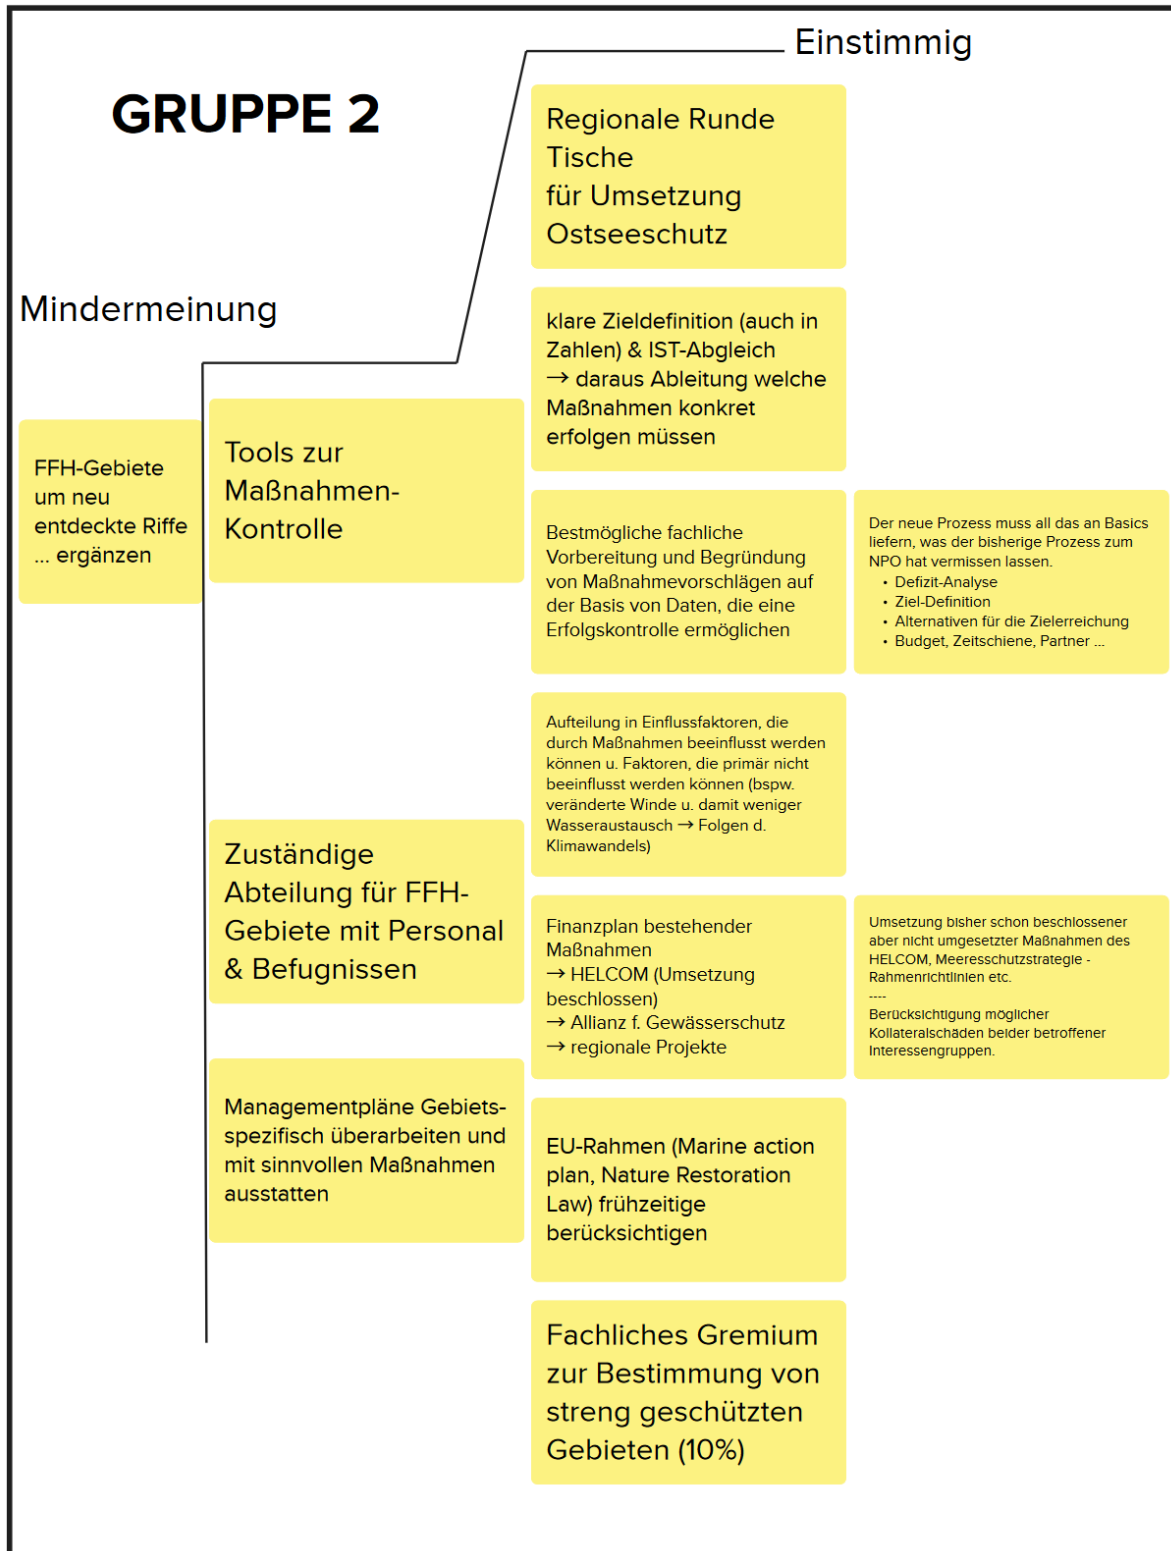 Einstimmig
GRUPPE 2
Regionale Runde
Tische
für Umsetzung
Ostseeschutz
Mindermeinung
klare Zieldefinition (auch in
Zahlen) & IST-Abgleich
→ daraus Ableitung welche
Maßnahmen konkret
erfolgen müssen
FFH-Gebiete
um neu
entdeckte Riffe
... ergänzen
Tools zur
Maßnahmen-
Kontrolle
Bestmögliche fachliche
Vorbereitung und Begründung
von Maßnahmevorschlägen auf
der Basis von Daten, die eine
Erfolgskontrolle ermöglichen
Der neue Prozess muss all das an Basics
liefern, was der bisherige Prozess zum
NPO hat vermissen lassen.
• Defizit-Analyse
• Ziel-Definition
• Alternativen für die Zielerreichung
• Budget, Zeitschiene, Partner ...
Aufteilung in Einflussfaktoren, die
durch Maßnahmen beeinflusst werden
können u. Faktoren, die primär nicht
beeinflusst werden können (bspw.
veränderte Winde u. damit weniger
Wasseraustausch → Folgen d.
Klimawandels)
Zuständige
Abteilung für FFH-
Gebiete mit Personal
& Befugnissen
Finanzplan bestehender
Maßnahmen
→ HELCOM (Umsetzung
beschlossen)
→ Allianz f. Gewässerschutz
→ regionale Projekte
Umsetzung bisher schon beschlossener
aber nicht umgesetzter Maßnahmen des
HELCOM, Meeresschutzstrategie -
Rahmenrichtlinien etc.
----
Berücksichtigung möglicher
Kollateralschäden beider betroffener
Interessengruppen.
Managementpläne Gebiets-
spezifisch überarbeiten und
mit sinnvollen Maßnahmen
ausstatten
EU-Rahmen (Marine action
plan, Nature Restoration
Law) frühzeitige
berücksichtigen
Fachliches Gremium
zur Bestimmung von
streng geschützten
Gebieten (10%)